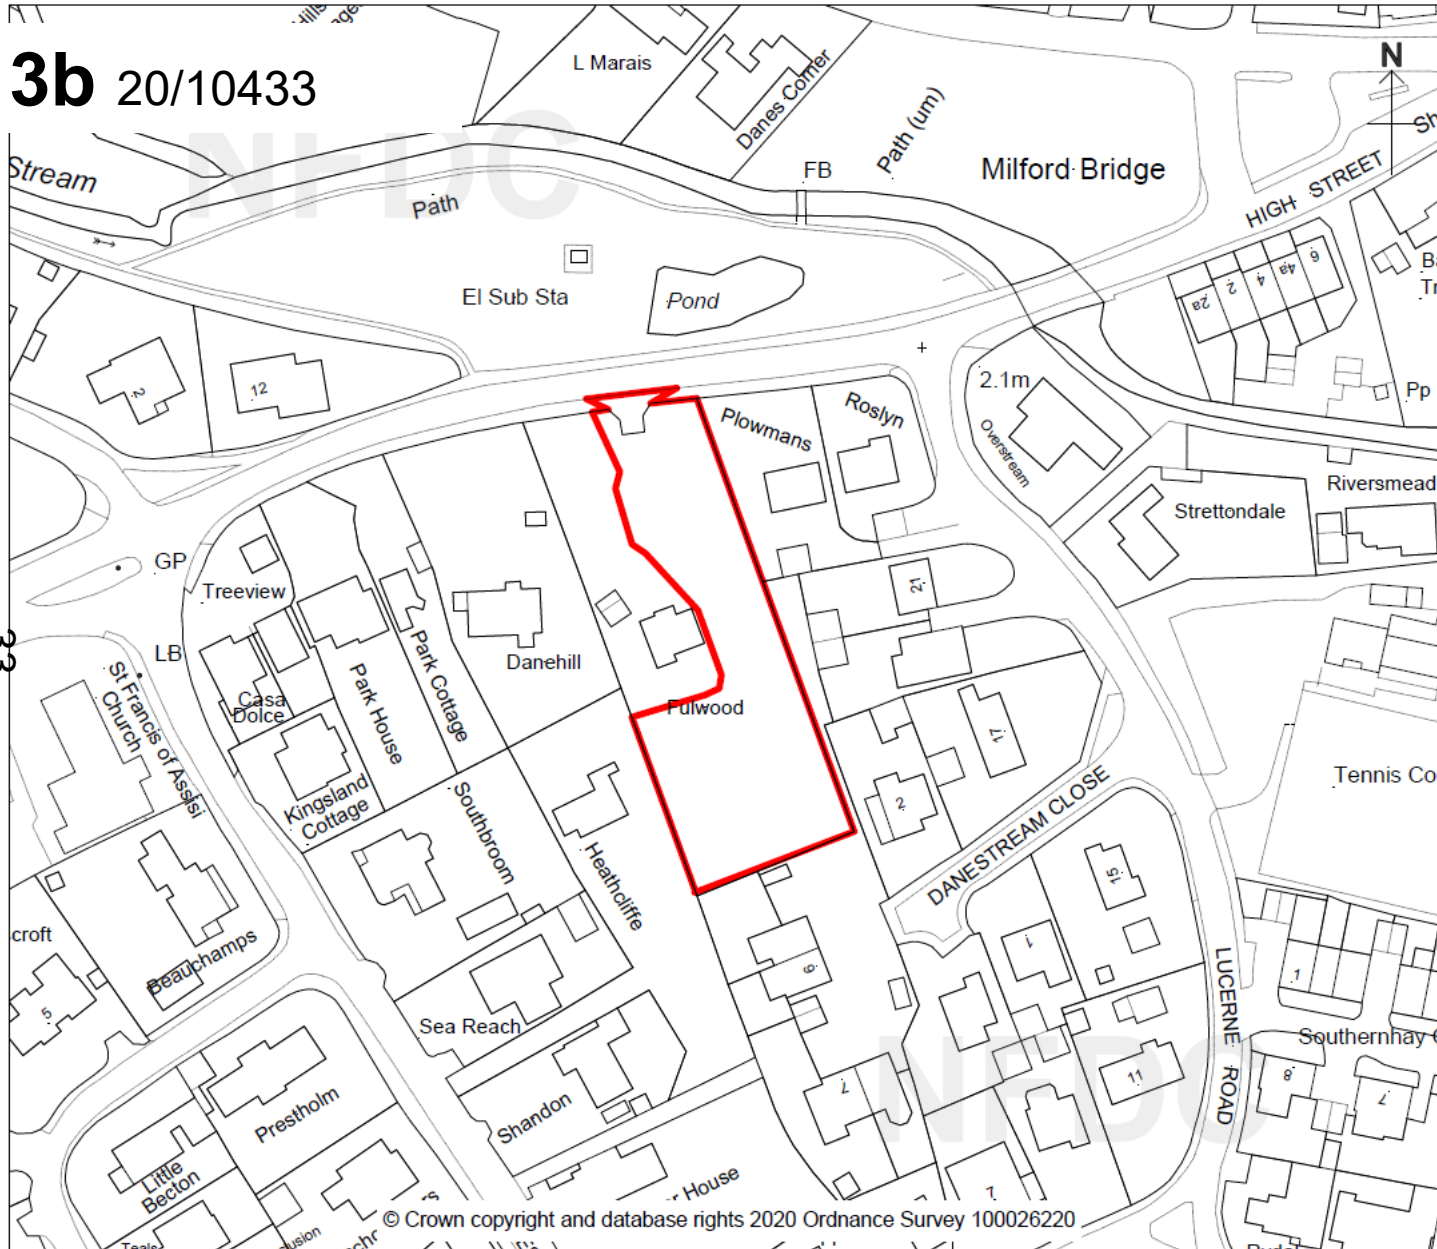 3b 20/10433
NFDC
L Marais
Danes Corner
Path (um)
N
Stream
Path
FB
Milford Bridge
HIGH STREET
El Sub Sta
Pond
2a
2
4
4a
6
2
12
2.1m
Pp
Plowmans
Roslyn
Overstream
Strettondale
Riversmead
GP
Treeview
21
33
LB
Danehill
Park Cottage
Park House
St Francis of Assisi
Church
Casa
Dolce
Fulwood
17
Kingsland
Cottage
Southbroom
2
Tennis Co
DANESTREAM CLOSE
Heathcliffe
15
croft
Beauchamps
5
9
1
1
LUCERNE ROAD
Sea Reach
Southernhay
NFDC
7
11
8
7
Prestholm
Shandon
Little
Becton
r House
7
© Crown copyright and database rights 2020 Ordnance Survey 100026220